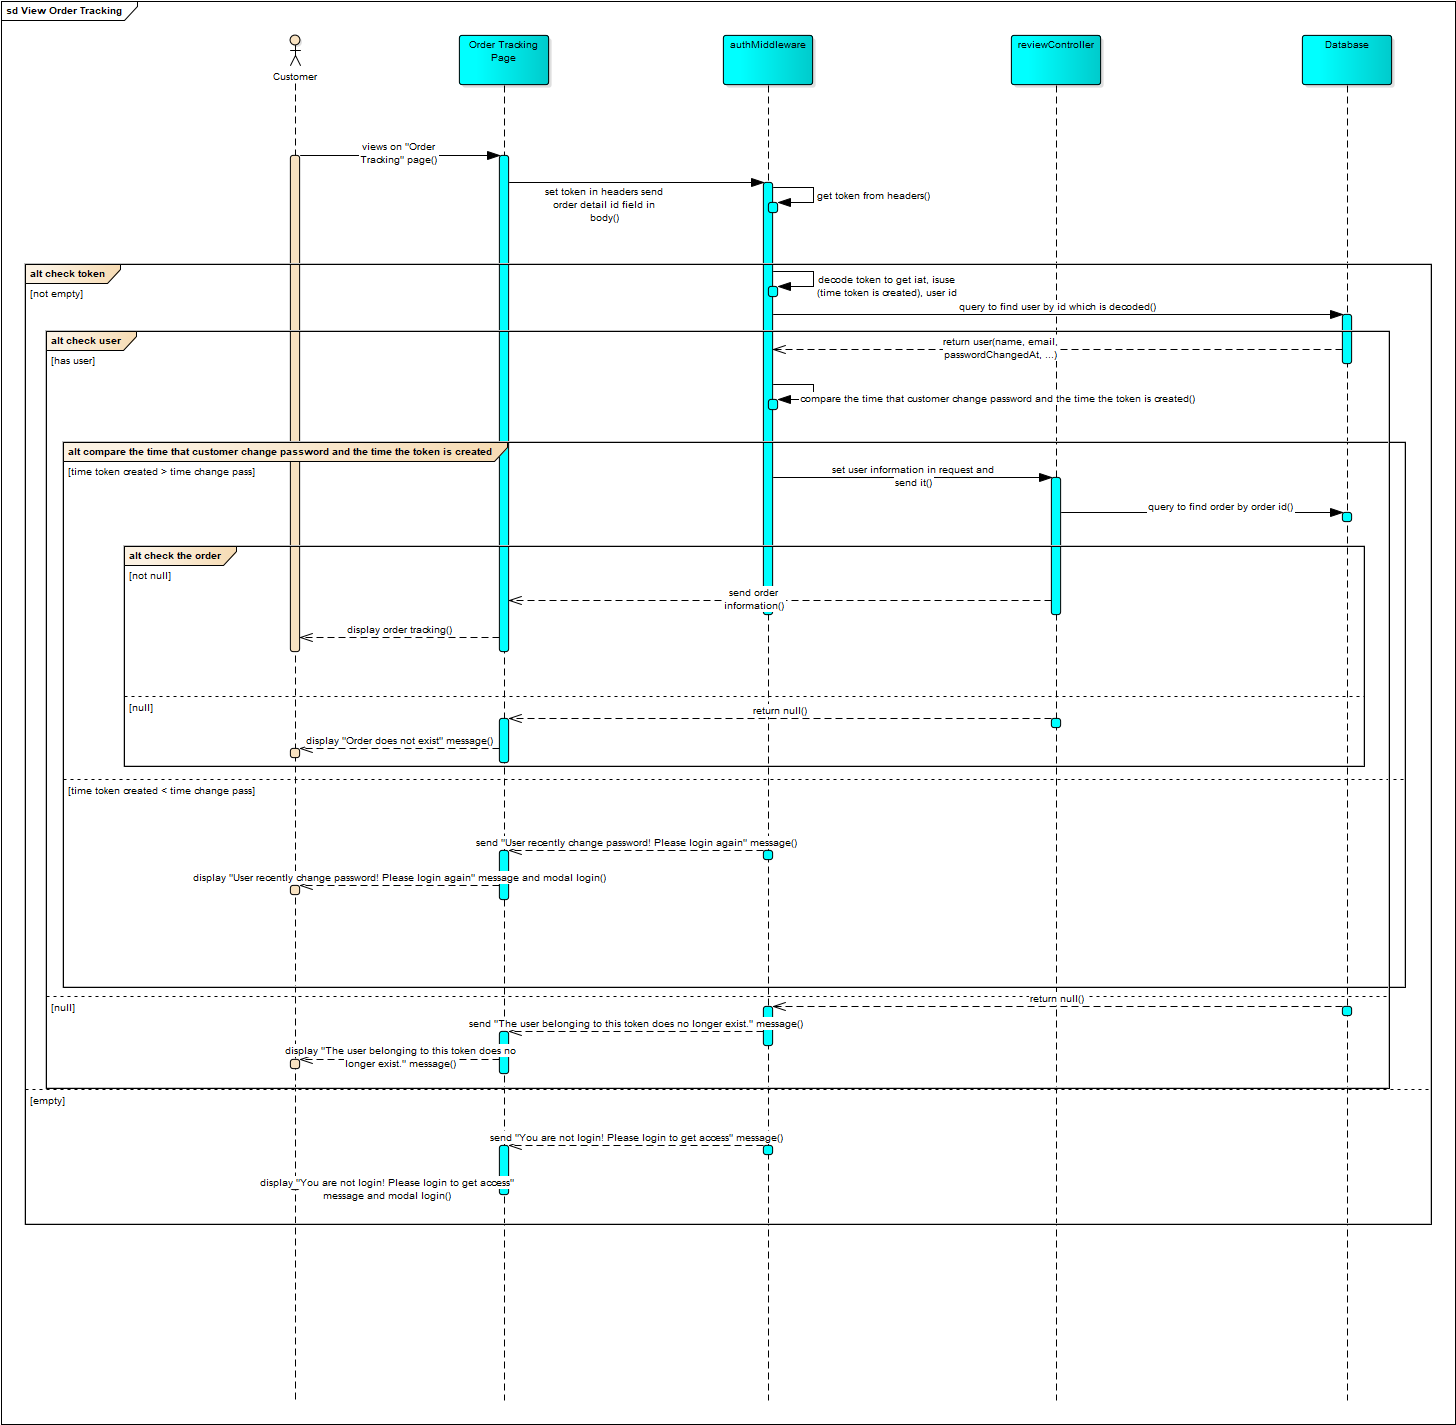 sd View Order Tracking
Customer
Order Tracking
Page
authMiddleware
reviewController
Database
views on "Order
Tracking" page()
set token in headers send
order detail id field in
body()
get token from headers()
alt check token
[not empty]
decode token to get iat, isuse
(time token is created), user id
query to find user by id which is decoded()
alt check user
[has user]
return user(name, email,
passwordChangedAt, ...)
compare the time that customer change password and the time the token is created()
alt compare the time that customer change password and the time the token is created
[time token created > time change pass]
set user information in request and
send it()
query to find order by order id()
alt check the order
[not null]
send order
information()
display order tracking()
[null]
return null()
display "Order does not exist" message()
[time token created < time change pass]
send "User recently change password! Please login again" message()
display "User recently change password! Please login again" message and modal login()
[null]
return null()
send "The user belonging to this token does no longer exist." message()
display "The user belonging to this token does no
longer exist." message()
[empty]
send "You are not login! Please login to get access" message()
display "You are not login! Please login to get access"
message and modal login()